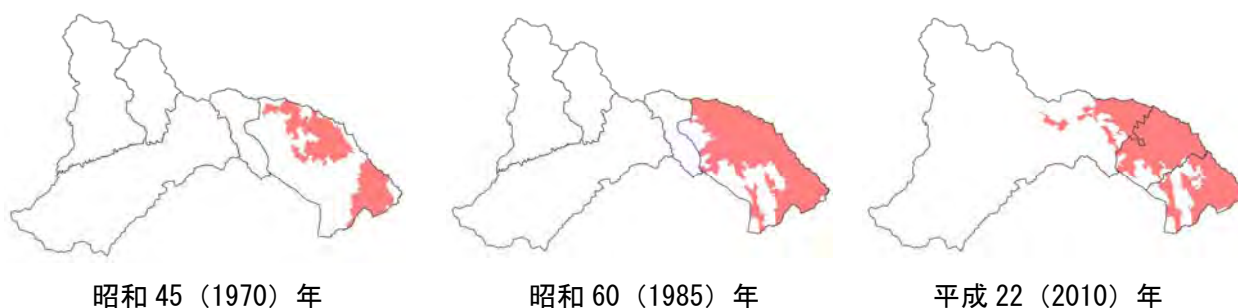 昭和 45（1970）年
昭和 60（1985）年
平成 22（2010）年